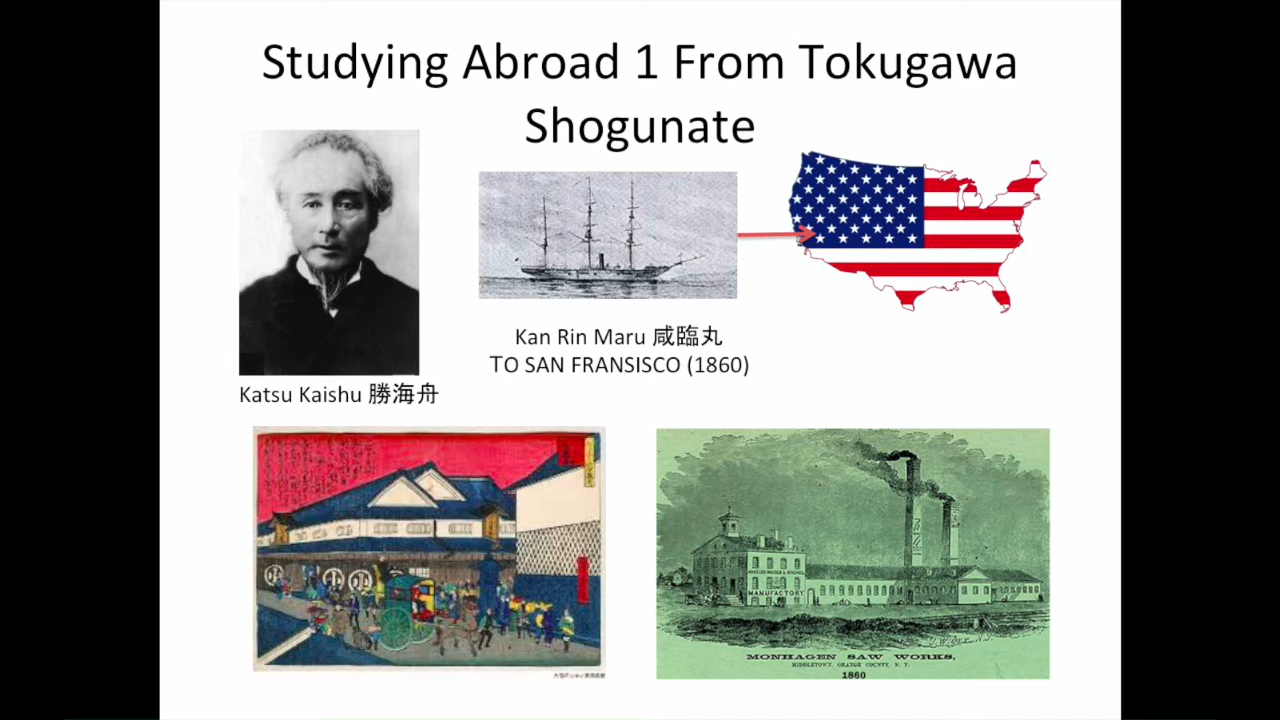 Studying Abroad 1 From Tokugawa
Shogunate
Kan Rin Maru 咸臨丸
TO SAN FRANSISCO (1860)
Katsu Kaishu 勝海舟
MANUFACTORY
MONHAGEN SAW WORKS,
MIDDLETOWN, ORANGE COUNTY, N.Y.
1860